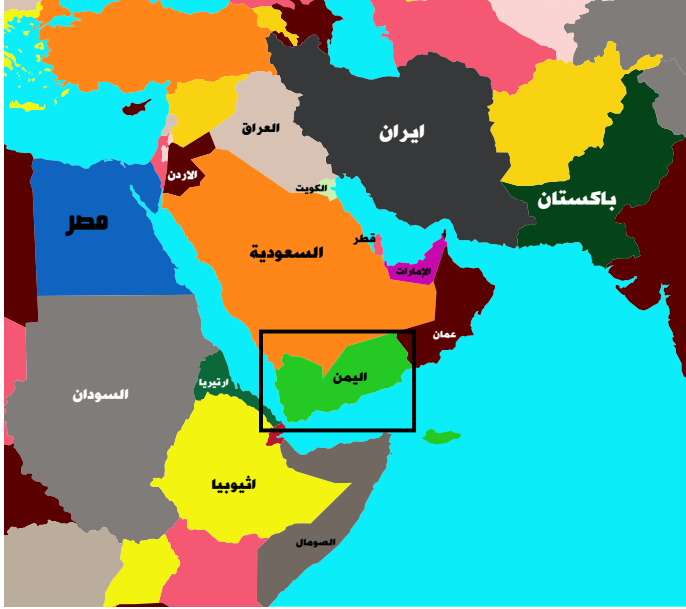 العراق
ايران
الاردن
الكويت
باكستان
مصر
قطر
السعودية
الإمارات
عمان
اليمن
ارتيريا
السودان
اثيوبيا
الصومال